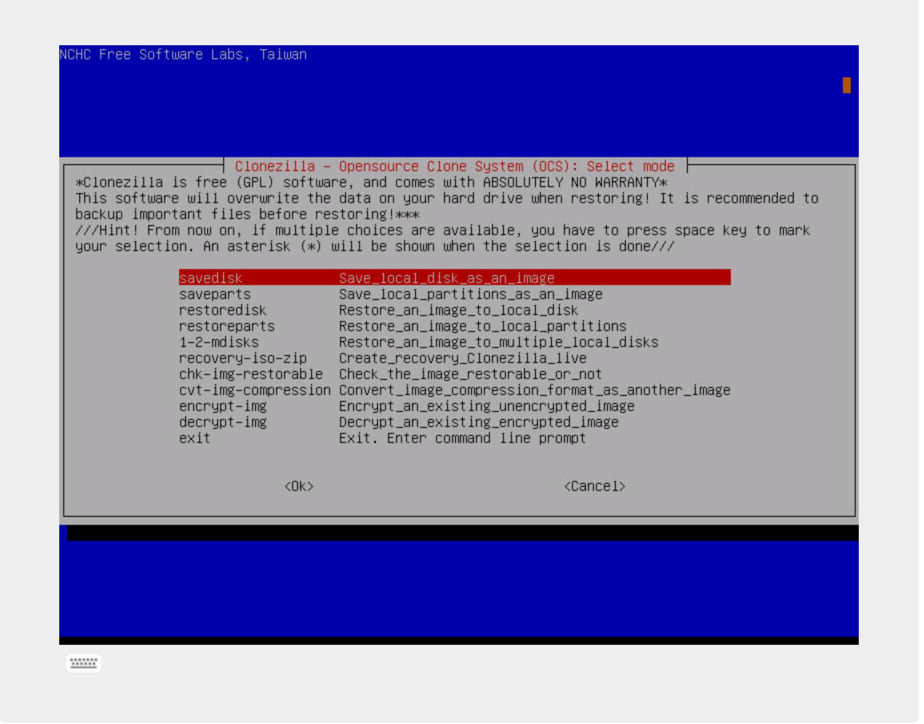 NCHC Free Software Labs, Taiwan
Clonezilla - Opensource Clone System (OCS): Select mode
*Clonezilla is free (GPL) software, and comes with ABSOLUTELY NO WARRANTY*
This software will overwrite the data on your hard drive when restoring! It is recommended to
backup important files before restoring!***
///Hint! From now on, if multiple choices are available, you have to press space key to mark
your selection. An asterisk (*) will be shown when the selection is done///
savedisk Save_local_disk_as_an_image
saveparts Save_local_partitions_as_an_image
restoredisk Restore_an_image_to_local_disk
restoreparts Restore_an_image_to_local_partitions
1-2-mdisks Restore_an_image_to_multiple_local_disks
recovery-iso-zip Create_recovery_Clonezilla_live
chk-img-restorable Check_the_image_restorable_or_not
cvt-img-compression Convert_image_compression_format_as_another_image
encrypt-img Encrypt_an_existing_unencrypted_image
decrypt-img Decrypt_an_existing_encrypted_image
exit Exit. Enter command line prompt
<Ok> <Cancel>